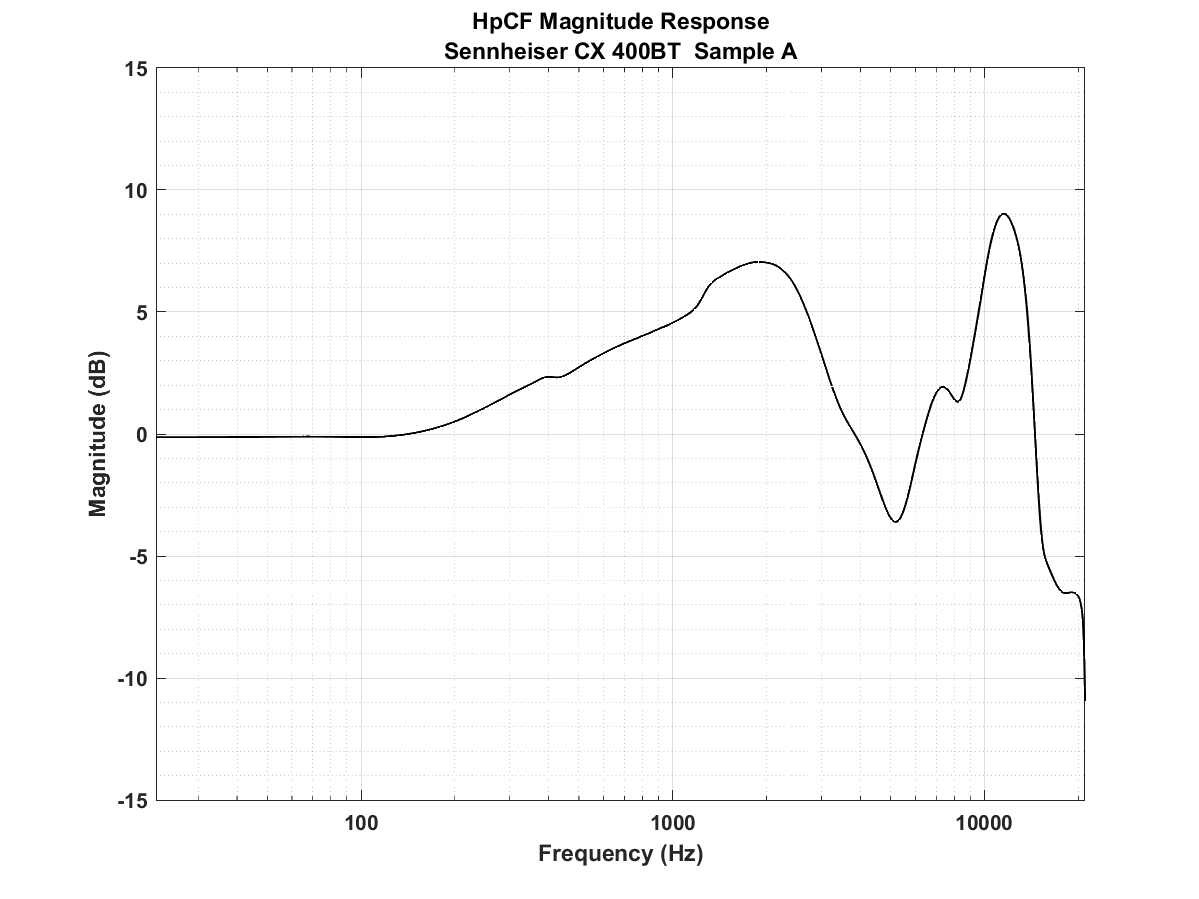 HpCF Magnitude Response
Sennheiser CX 400BT  Sample A
15
10
5
0
-5
-10
-15
Magnitude (dB)
100
1000
10000
Frequency (Hz)